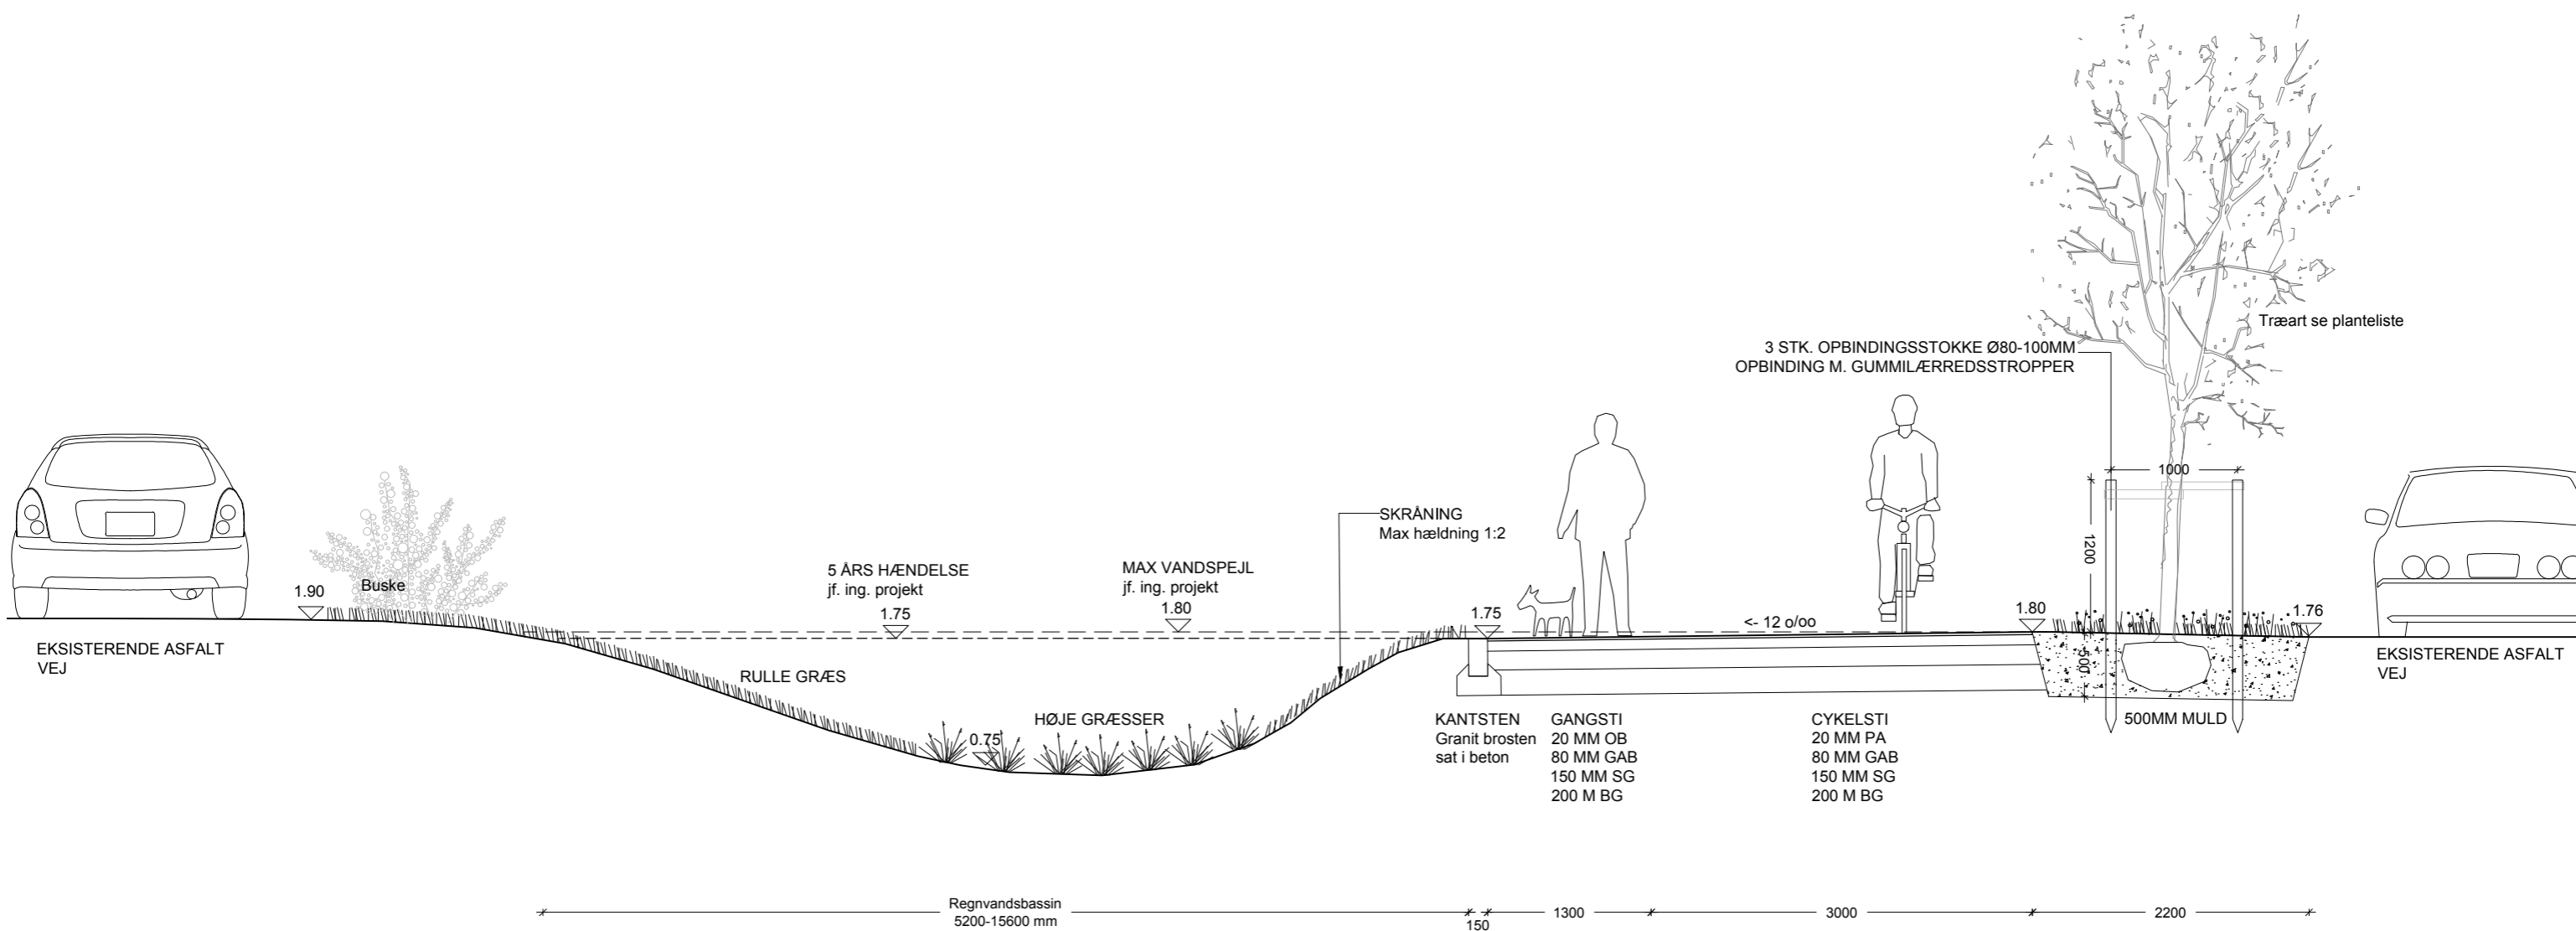 Træart se planteliste
3 STK. OPBINDINGSSTOKKE Ø80-100MM
OPBINDING M. GUMMILÆRREDSSTROPPER
1000
1200
SKRÅNING
Max hældning 1:2
5 ÅRS HÆNDELSE
jf. ing. projekt
1.75
MAX VANDSPEJL
jf. ing. projekt
1.80
Buske
1.90
1.75
<- 12 o/oo
1.80
1.76
EKSISTERENDE ASFALT
VEJ
RULLE GRÆS
HØJE GRÆSSER
0.75
500
EKSISTERENDE ASFALT
VEJ
KANTSTEN
Granit brosten
sat i beton
GANGSTI
20 MM OB
80 MM GAB
150 MM SG
200 M BG
CYKELSTI
20 MM PA
80 MM GAB
150 MM SG
200 M BG
500MM MULD
Regnvandsbassin
5200-15600 mm
150
1300
3000
2200